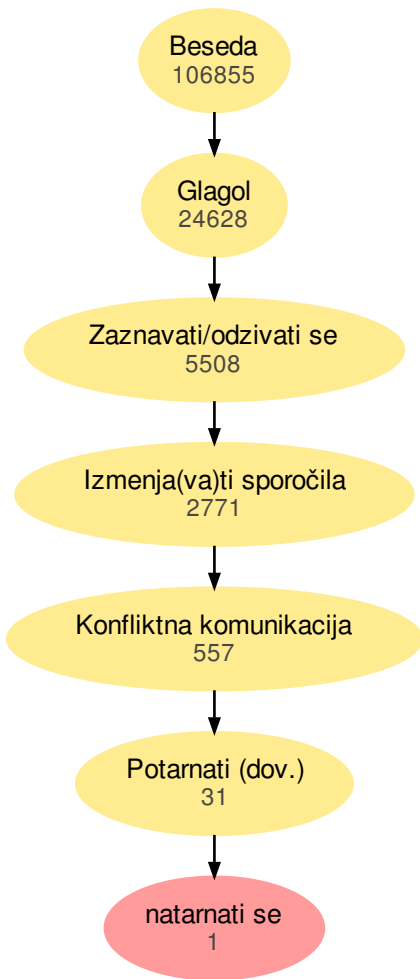 Beseda
106855
Glagol
24628
Zaznavati/odzivati se
5508
Izmenja(va)ti sporočila
2771
Konfliktna komunikacija
557
Potarnati (dov.)
31
natarnati se
1